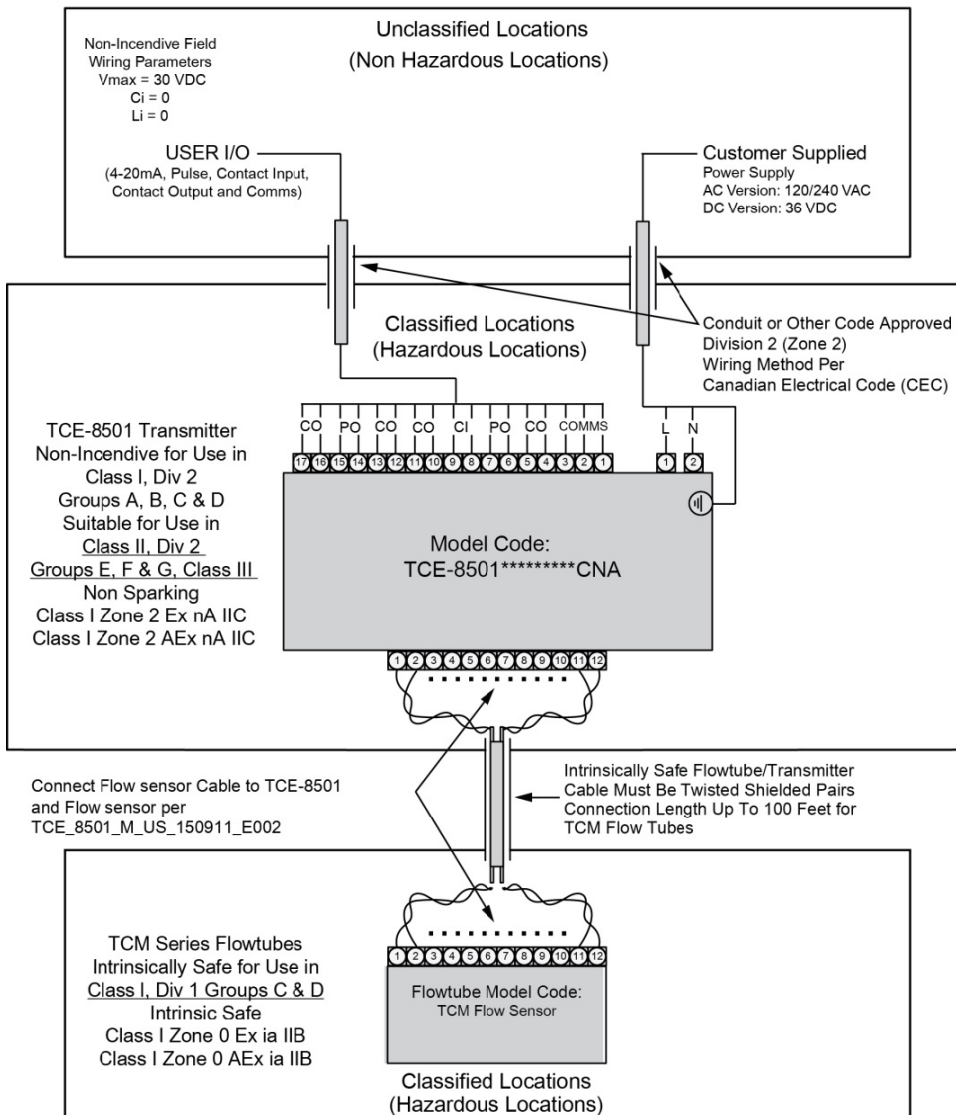 Unclassified Locations
(Non Hazardous Locations)
Non-Incendive Field
Wiring Parameters
Vmax = 30 VDC
Ci = 0
Li = 0
USER I/O
(4-20mA, Pulse, Contact Input,
Contact Output and Comms)
Customer Supplied
Power Supply
AC Version: 120/240 VAC
DC Version: 36 VDC
Classified Locations
(Hazardous Locations)
Conduit or Other Code Approved
Division 2 (Zone 2)
Wiring Method Per
Canadian Electrical Code (CEC)
TCE-8501 Transmitter
Non-Incendive for Use in
Class I, Div 2
Groups A, B, C & D
Suitable for Use in
Class II, Div 2
Groups E, F & G, Class III
Non Sparking
Class I Zone 2 Ex nA IIC
Class I Zone 2 AEx nA IIC
CO PO CO CO CI PO CO COMMS L N
17 16 15 14 13 12 11 10 9 8 7 6 5 4 3 2 1 1 2
Model Code:
TCE-8501*********CNA
1 2 3 4 5 6 7 8 9 10 11 12
Connect Flow sensor Cable to TCE-8501
and Flow sensor per
TCE_8501_M_US_150911_E002
Intrinsically Safe Flowtube/Transmitter
Cable Must Be Twisted Shielded Pairs
Connection Length Up To 100 Feet for
TCM Flow Tubes
TCM Series Flowtubes
Intrinsically Safe for Use in
Class I, Div 1 Groups C & D
Intrinsic Safe
Class I Zone 0 Ex ia IIB
Class I Zone 0 AEx ia IIB
1 2 3 4 5 6 7 8 9 10 11 12
Flowtube Model Code:
TCM Flow Sensor
Classified Locations
(Hazardous Locations)